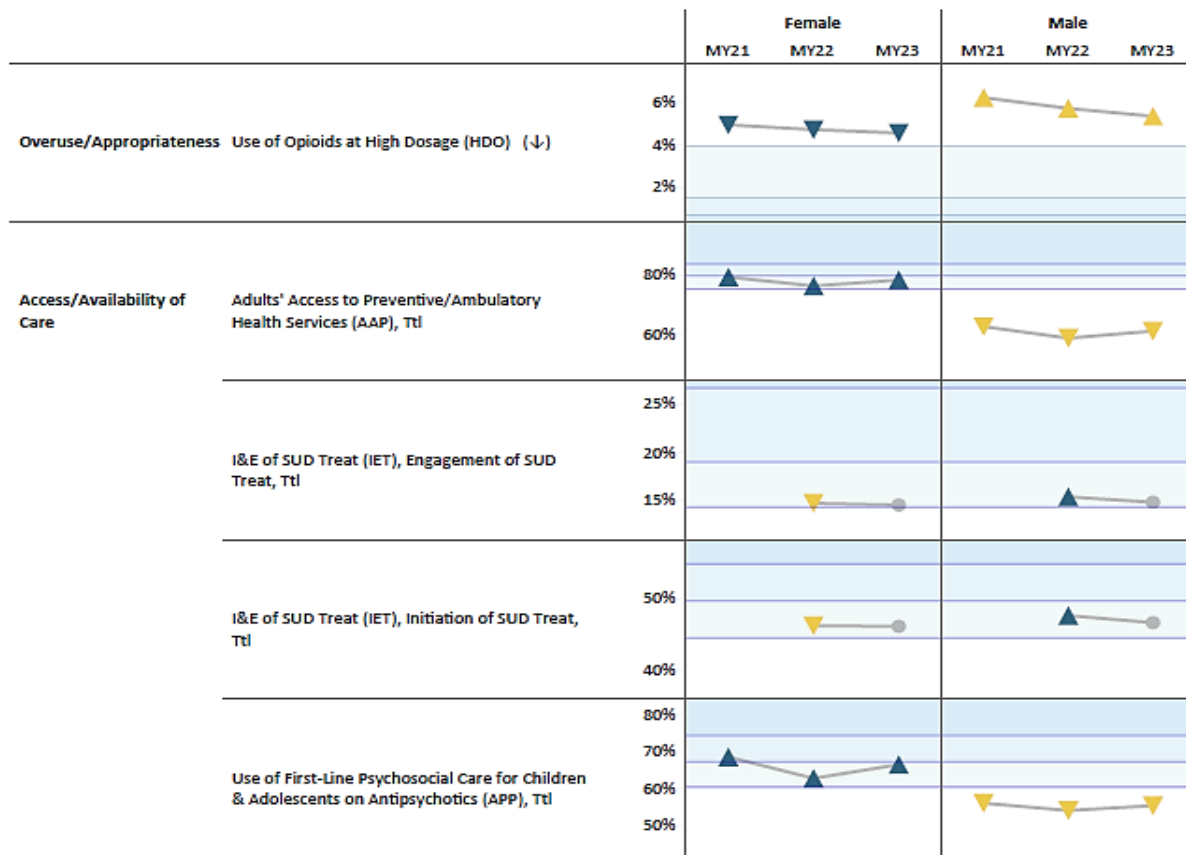 Female Male
MY21 MY22 MY23 MY21 MY22 MY23
6%
Overuse/Appropriateness Use of Opioids at High Dosage (HDO) (↓)
4%
2%
80%
Access/Availability of
Care
Adults' Access to Preventive/Ambulatory
Health Services (AAP), Ttl
60%
25%
I&E of SUD Treat (IET), Engagement of SUD
Treat, Ttl
20%
15%
50%
I&E of SUD Treat (IET), Initiation of SUD Treat,
Ttl
40%
80%
70%
Use of First-Line Psychosocial Care for Children
& Adolescents on Antipsychotics (APP), Ttl
60%
50%